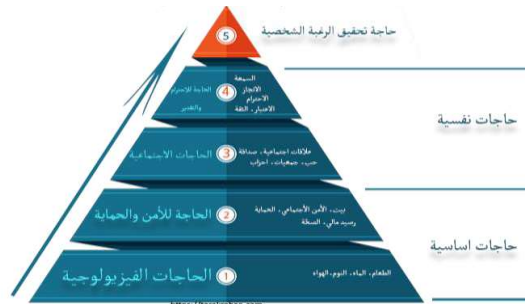 حاجة تحقيق الرغبة الشخصية
5
السمعة
الانجاز
الاحترام
الاعتبار، الثقة
4
الحاجة للاحترام
والتقدير
حاجات نفسية
علاقات اجتماعية، صداقة
حب، جمعيات، احزاب
3
الحاجات الاجتماعية
بيت، الأمن الأجتماعي، الحماية
رصيد مالي، الصحة
2
الحاجة للأمن والحماية
حاجات اساسية
الطعام، الماء، النوم، الهواء
1
الحاجات الفيزيولوجية